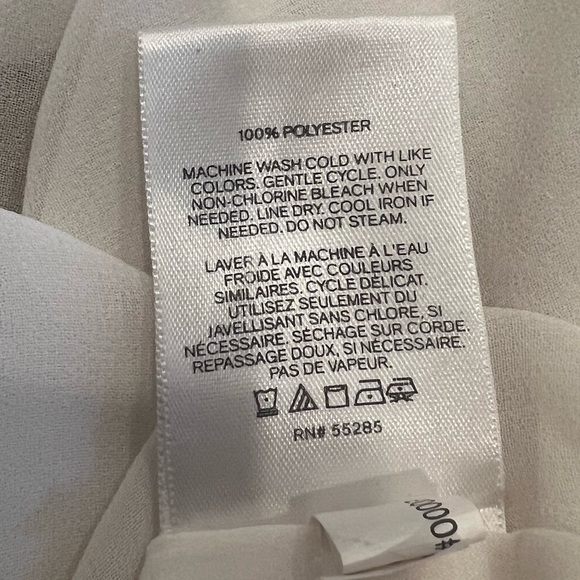 100% POLYESTER
MACHINE WASH COLD WITH LIKE
COLORS. GENTLE CYCLE. ONLY
NON-CHLORINE BLEACH WHEN
NEEDED. LINE DRY. COOL IRON IF
NEEDED. DO NOT STEAM.
LAVER À LA MACHINE À L'EAU
FROIDE AVEC COULEURS
SIMILAIRES. CYCLE DÉLICAT.
UTILISEZ SEULEMENT DU
JAVELLISANT SANS CHLORE, SI
NÉCESSAIRE. SÉCHAGE SUR CORDE.
REPASSAGE DOUX, SI NÉCESSAIRE.
PAS DE VAPEUR.
RN# 55285